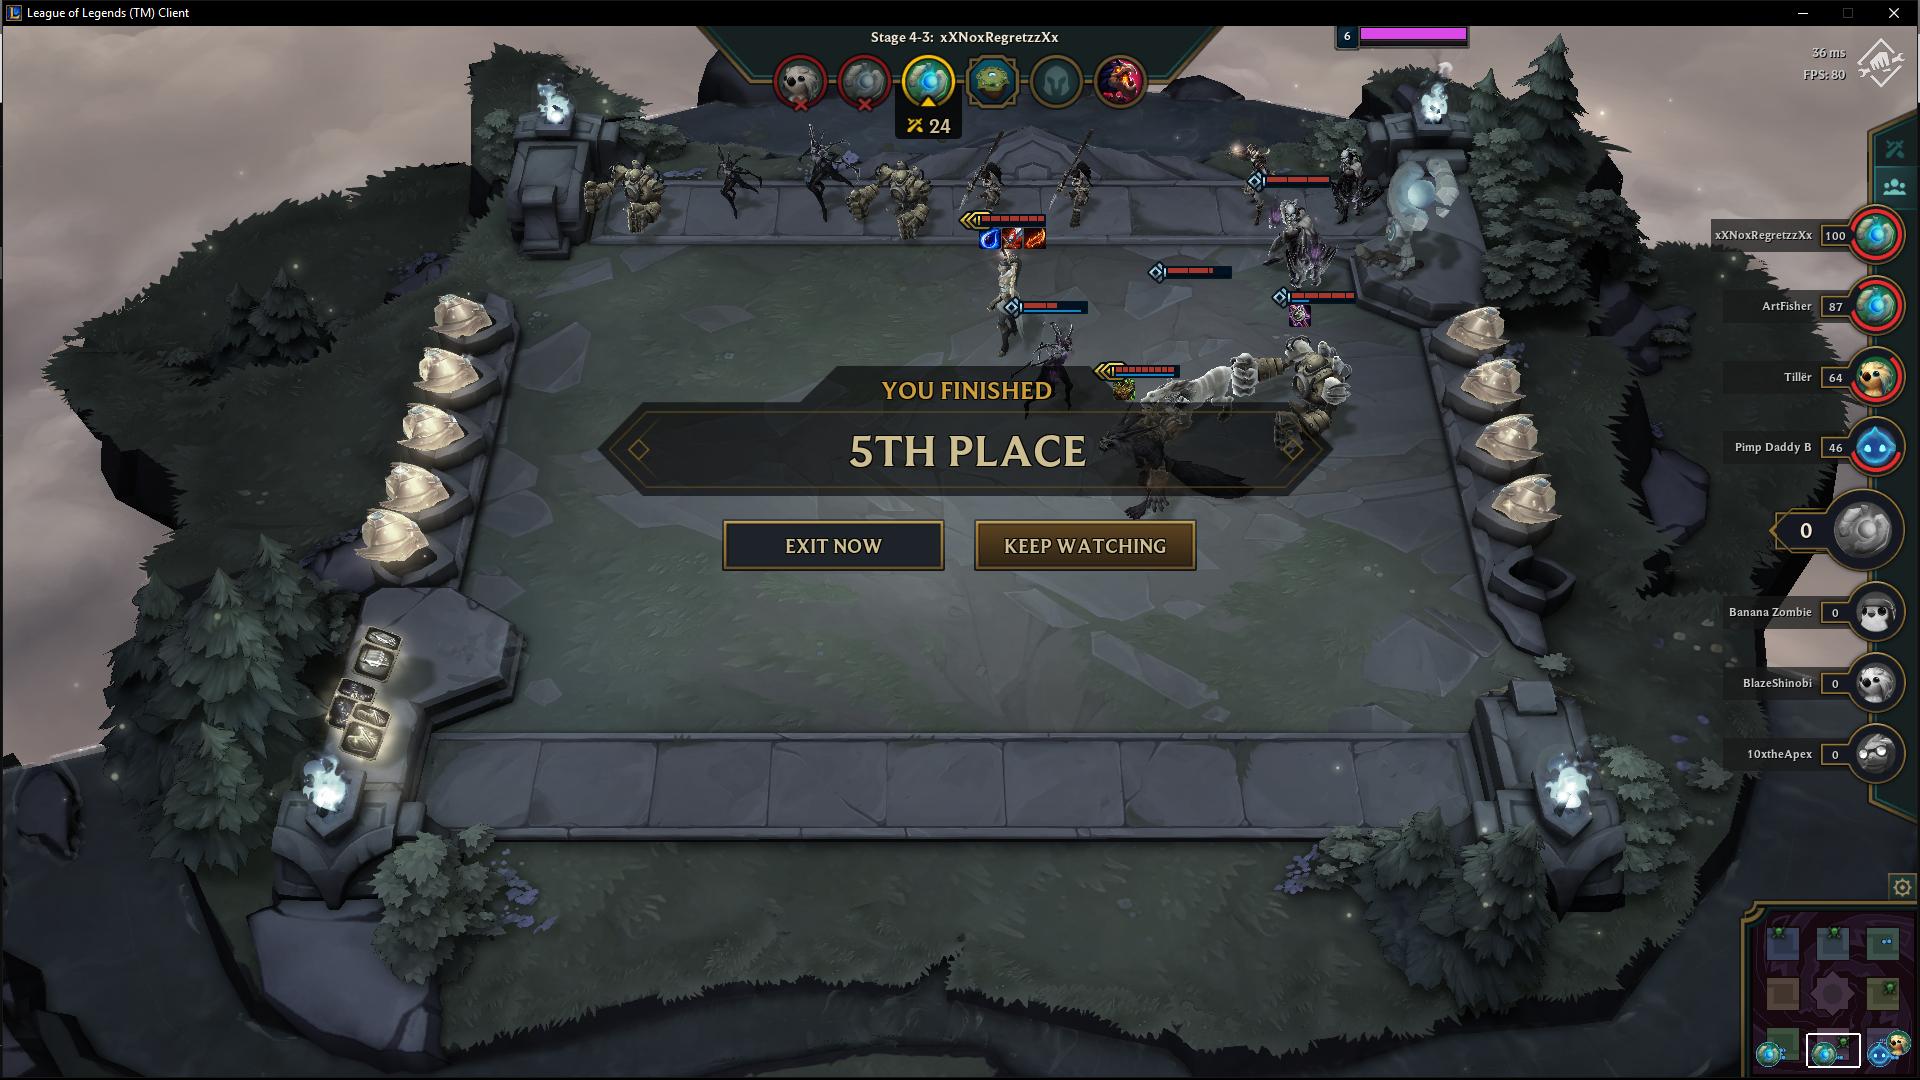 League of Legends (TM) Client
Stage 4-3: xXNoxRegretzzXx
24
6
36 ms
FPS: 80
xXNoxRegretzzXx 100
ArtFisher 87
Tillër 64
Pimp Daddy B 46
0
Banana Zombie 0
BlazeShinobi 0
10xtheApex 0
YOU FINISHED
5TH PLACE
EXIT NOW
KEEP WATCHING